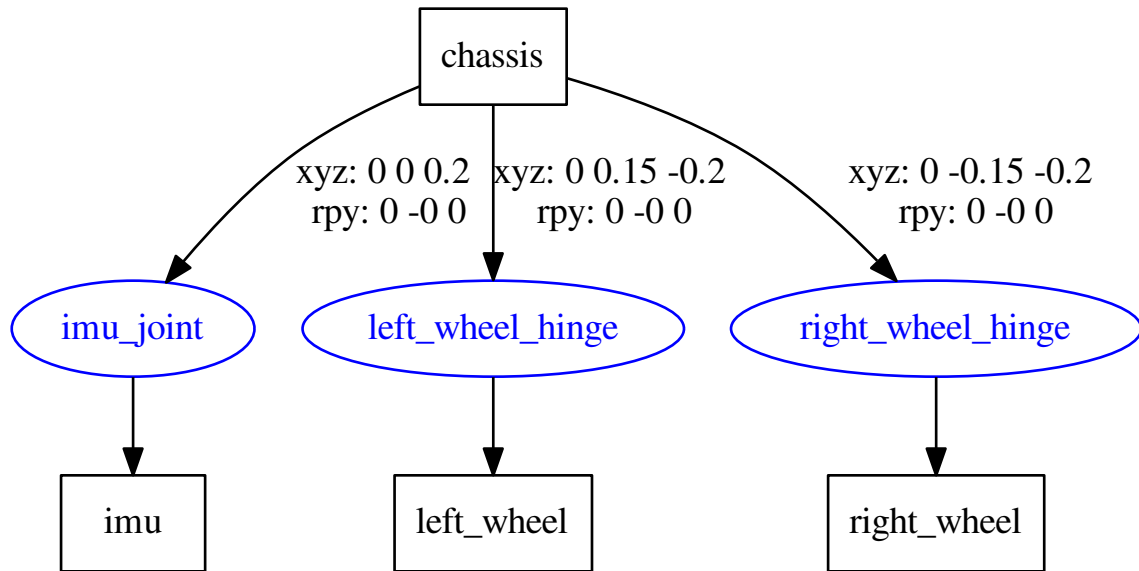 chassis
xyz: 0 0 0.2
rpy: 0 -0 0
xyz: 0 0.15 -0.2
rpy: 0 -0 0
xyz: 0 -0.15 -0.2
rpy: 0 -0 0
imu_joint
left_wheel_hinge
right_wheel_hinge
imu
left_wheel
right_wheel